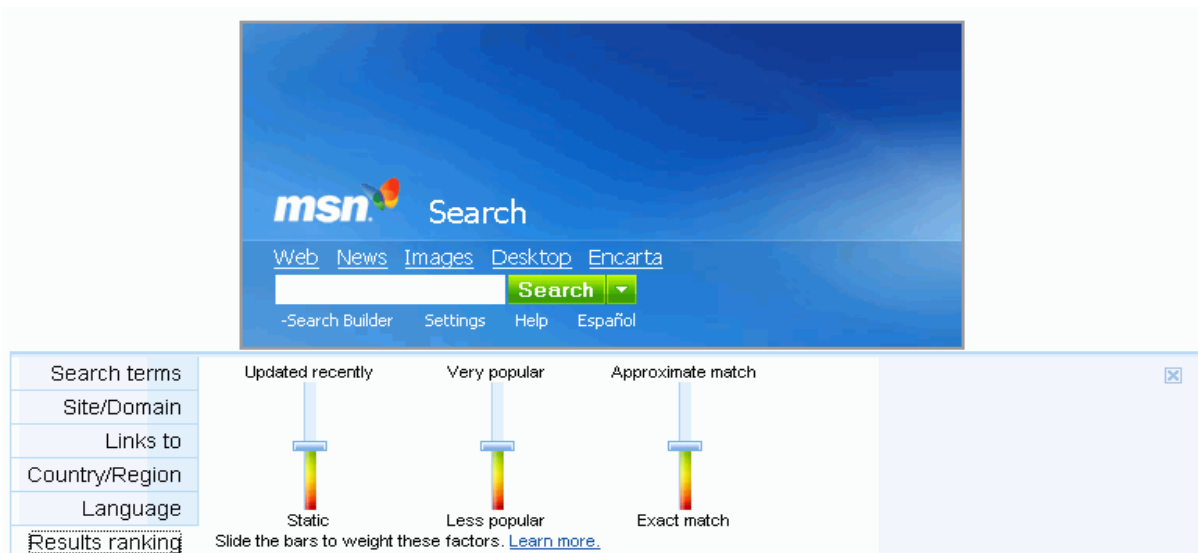 msn. Search
Web News Images Desktop Encarta
Search
-Search Builder Settings Help Español
Search terms
Site/Domain
Links to
Country/Region
Language
Results ranking
Updated recently Very popular Approximate match
Static Less popular Exact match
Slide the bars to weight these factors. Learn more.